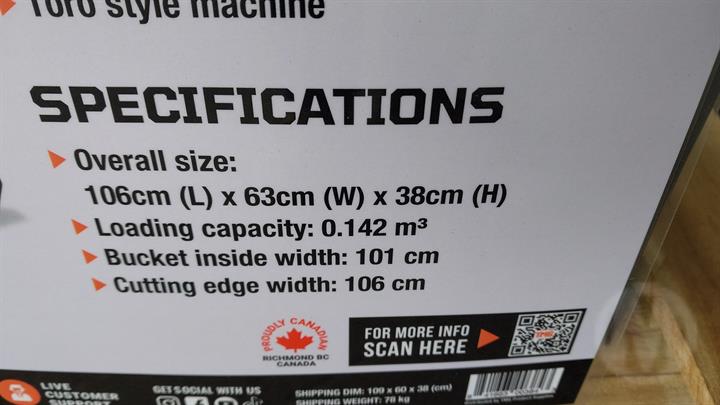 Toro style machine
SPECIFICATIONS
Overall size:
106cm (L) x 63cm (W) x 38cm (H)
Loading capacity: 0.142 m³
Bucket inside width: 101 cm
Cutting edge width: 106 cm
PROUDLY CANADIAN
RICHMOND BC
CANADA
FOR MORE INFO
SCAN HERE
TMG
LIVE
CUSTOMER
SUPPORT
GET SOCIAL WITH US
SHIPPING DIM: 109 x 60 x 38 (cm)
SHIPPING WEIGHT: 78 kg